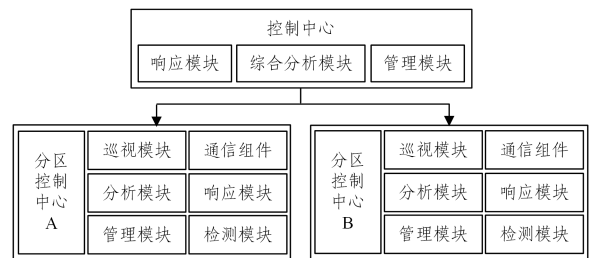 控制中心
响应模块 综合分析模块 管理模块
分区
控制
中心
A
巡视模块 通信组件
分析模块 响应模块
管理模块 检测模块
分区
控制
中心
B
巡视模块 通信组件
分析模块 响应模块
管理模块 检测模块